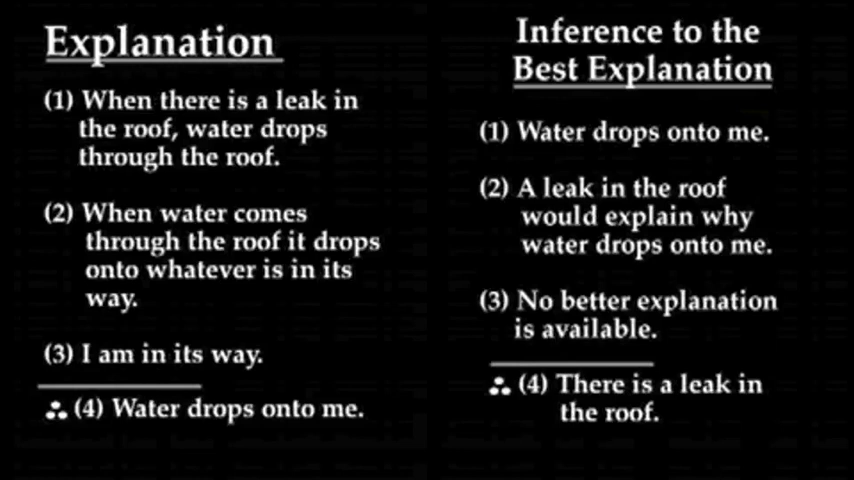 Explanation
(1) When there is a leak in
the roof, water drops
through the roof.
(2) When water comes
through the roof it drops
onto whatever is in its
way.
(3) I am in its way.
∴ (4) Water drops onto me.
Inference to the
Best Explanation
(1) Water drops onto me.
(2) A leak in the roof
would explain why
water drops onto me.
(3) No better explanation
is available.
∴ (4) There is a leak in
the roof.